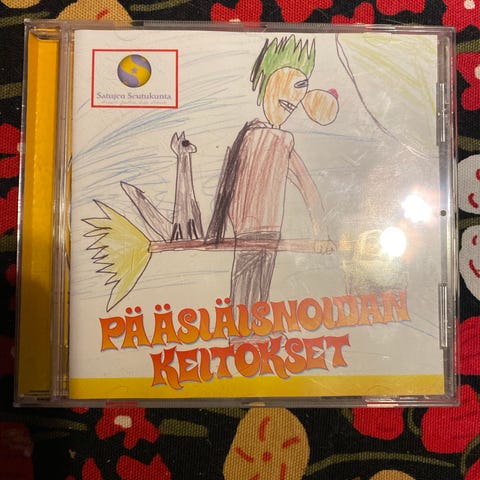 Satujen Seutukunta
PÄÄSIÄISNOIDAN
KEITOKSET